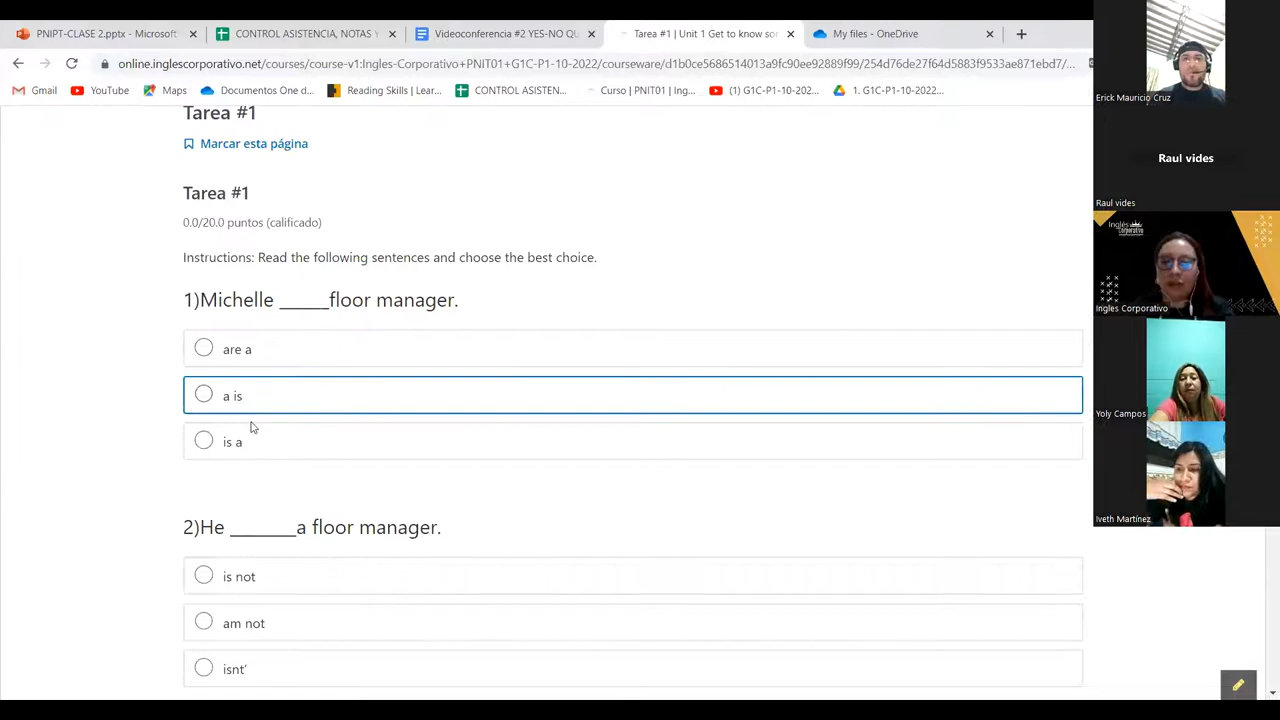 PNIPT-CLASE 2.pptx - Microsoft
CONTROL ASISTENCIA, NOTAS Y
Videoconferencia #2 YES-NO QU
Tarea #1 | Unit 1 Get to know sor
My files - OneDrive
online.inglescorporativo.net/courses/course-v1:Ingles-Corporativo+PNIT01+G1C-P1-10-2022/courseware/d1b0ce5686514013a9fc90ee92889f99/254d76de27f64d5883f9533ae871ebd7/...
Gmail
YouTube
Maps
Documentos One d...
Reading Skills | Lear...
CONTROL ASISTEN...
Curso | PNIT01 | Ing...
(1) G1C-P1-10-202...
1. G1C-P1-10-2022...
Tarea #1
Marcar esta página
Tarea #1
0.0/20.0 puntos (calificado)
Instructions: Read the following sentences and choose the best choice.
1)Michelle ______floor manager.
are a
a is
is a
2)He ________a floor manager.
is not
am not
isnt’
Erick Mauricio Cruz
Raul vides
Raul vides
Inglés
Corporativo
Ingles Corporativo
Yoly Campos
Iveth Martínez